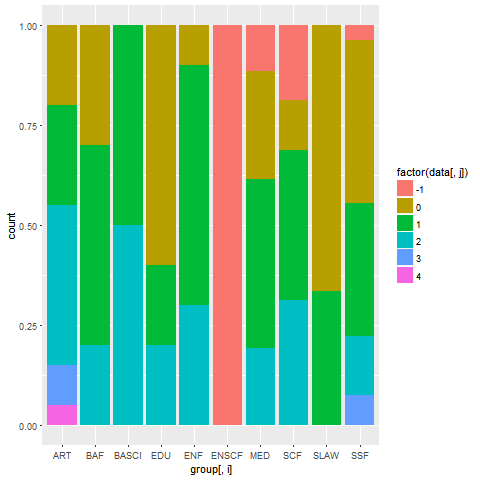 1.00
0.75
0.50
0.25
0.00
count
ART BAF BASCI EDU ENF ENSCF MED SCF SLAW SSF
group[, i]
factor(data[, j])
-1
0
1
2
3
4